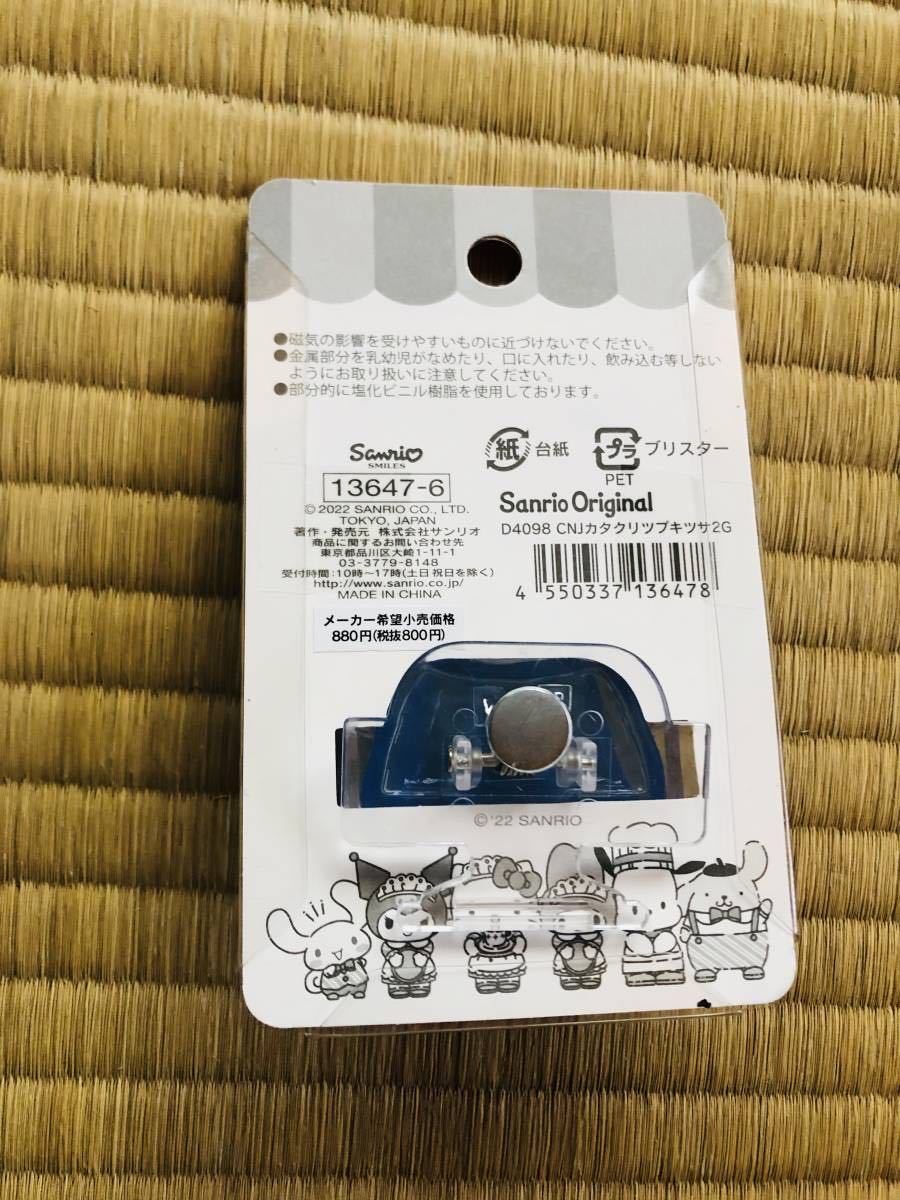 ●磁気の影響を受けやすいものに近づけないでください。
●金属部分を乳幼児がなめたり、口に入れたり、飲み込む等しない
ようにお取り扱いに注意してください。
●部分的に塩化ビニル樹脂を使用しております。
Sanrio
SMILES
13647-6
©2022 SANRIO CO., LTD.
TOKYO, JAPAN
著作・発売元 株式会社サンリオ
商品に関するお問い合わせ先
東京都品川区大崎1-11-1
03-3779-8148
受付時間:10時～17時(土日祝日を除く)
http://www.sanrio.co.jp/
MADE IN CHINA
紙 台紙
プラ ブリスター
PET
Sanrio Original
D4098 CNJカタクリツプキツサ2G
4 550337 136478
メーカー希望小売価格
880円(税抜800円)
©'22 SANRIO